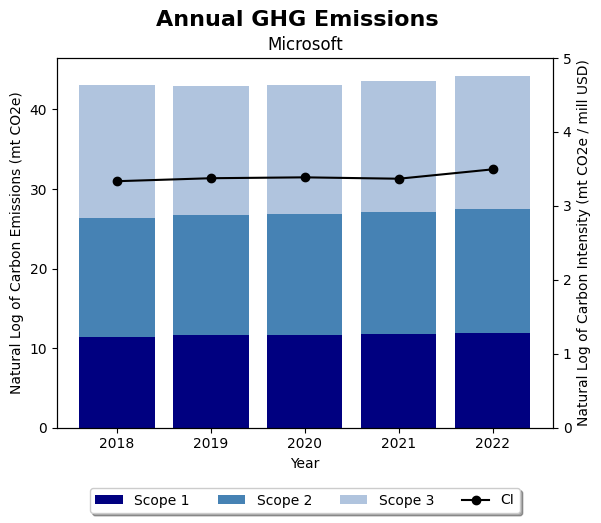 Annual GHG Emissions
Microsoft
Natural Log of Carbon Emissions (mt CO2e)
40
30
20
10
0
5
4
3
2
1
0
Natural Log of Carbon Intensity (mt CO2e / mill USD)
2018 2019 2020 2021 2022
Year
Scope 1 Scope 2 Scope 3 CI